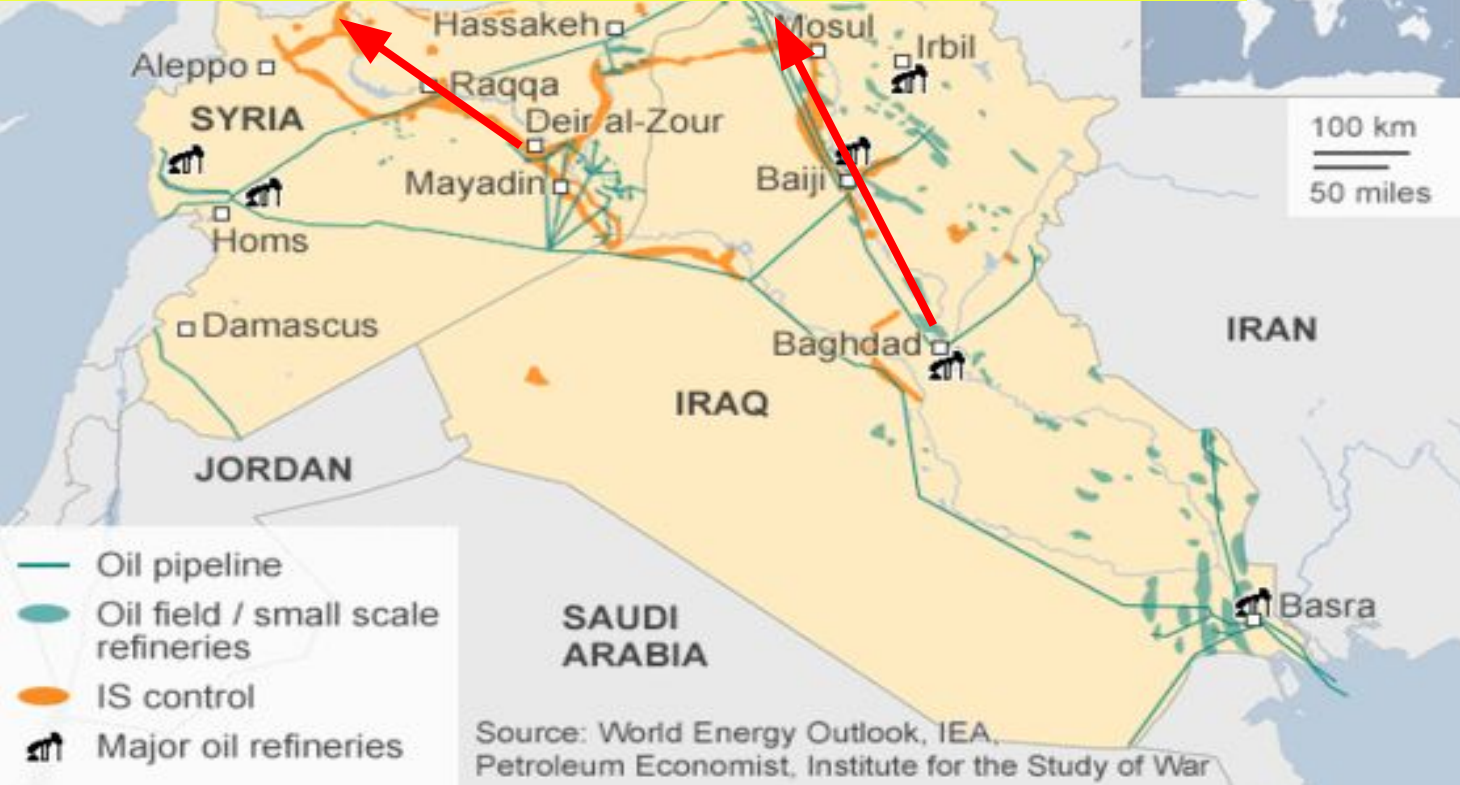 Hassakeh
Mosul
Irbil
Aleppo
Raqqa
SYRIA
Deir al-Zour
100 km
Mayadin
Baiji
50 miles
Homs
Damascus
Baghdad
IRAN
IRAQ
JORDAN
Oil pipeline
Oil field / small scale
refineries
SAUDI
ARABIA
Basra
IS control
Major oil refineries
Source: World Energy Outlook, IEA,
Petroleum Economist, Institute for the Study of War